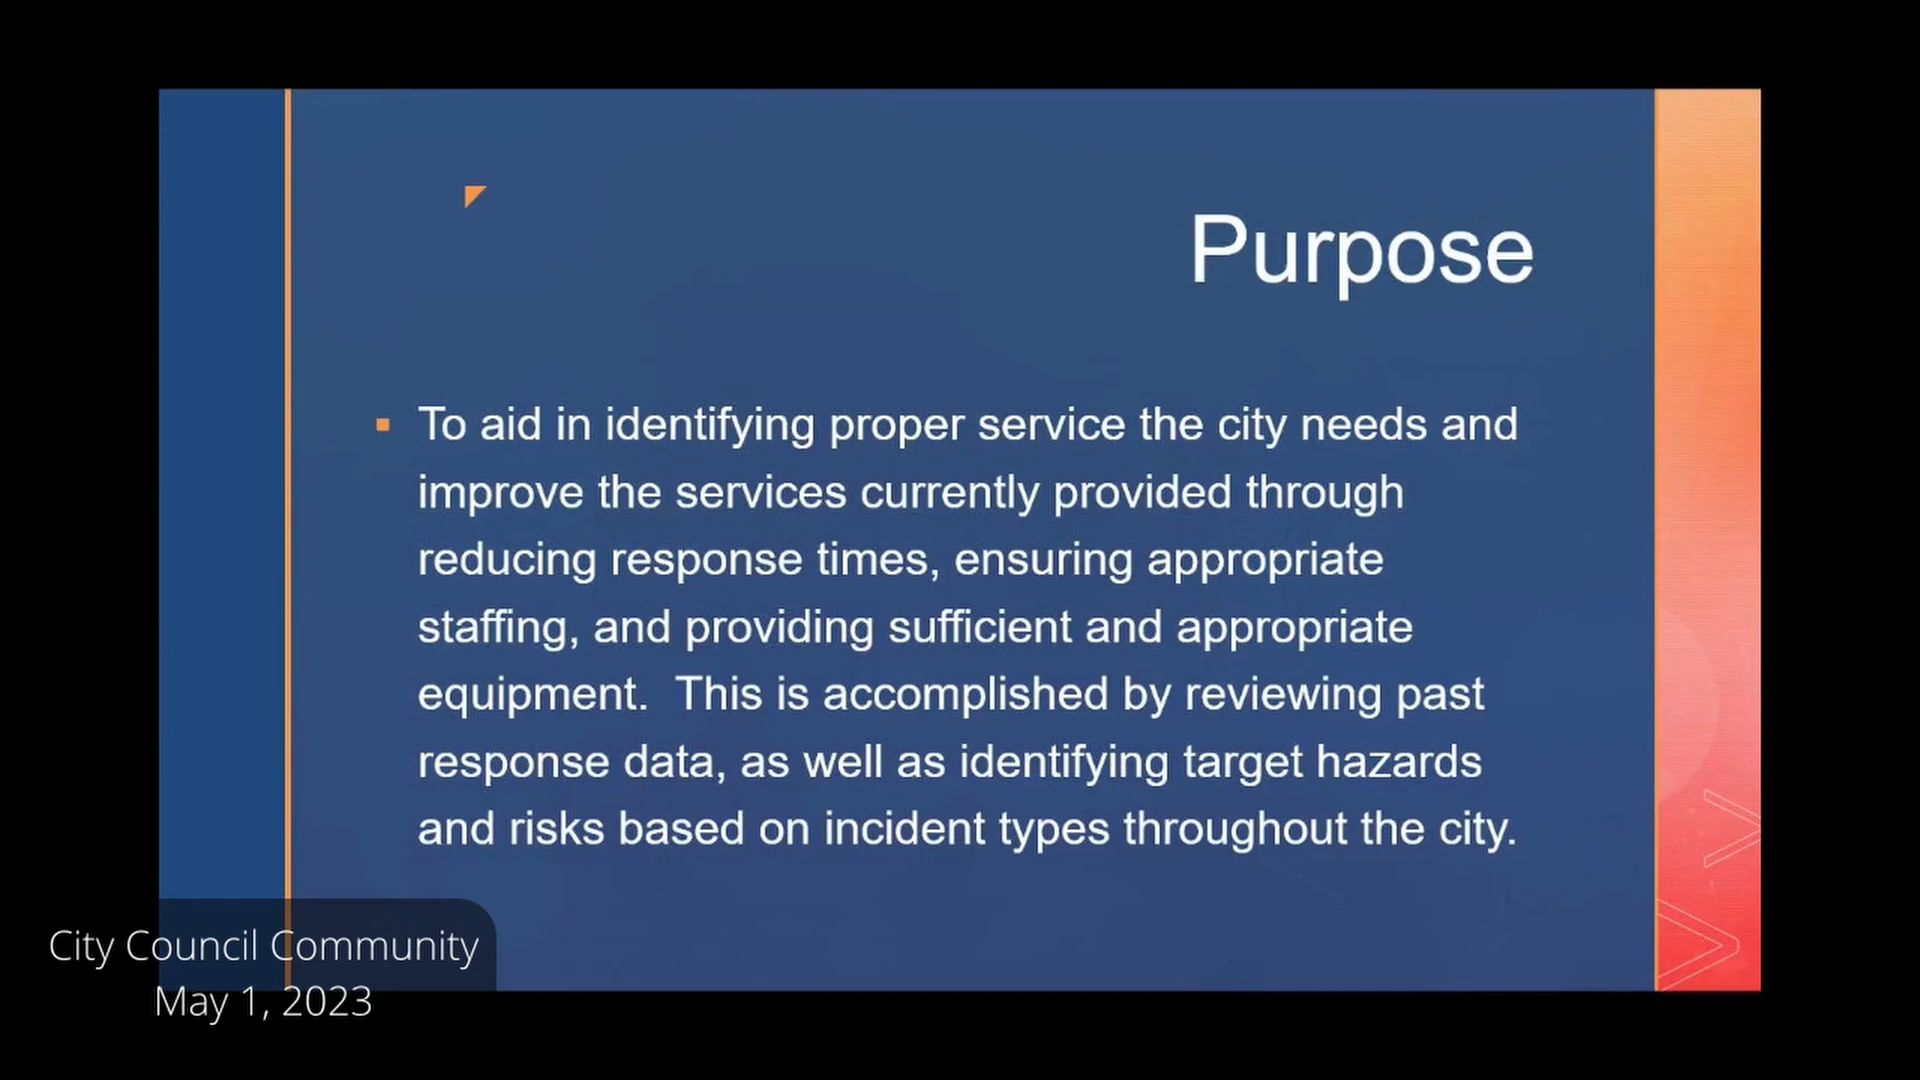 Purpose
To aid in identifying proper service the city needs and
improve the services currently provided through
reducing response times, ensuring appropriate
staffing, and providing sufficient and appropriate
equipment.  This is accomplished by reviewing past
response data, as well as identifying target hazards
and risks based on incident types throughout the city.
City Council Community
May 1, 2023